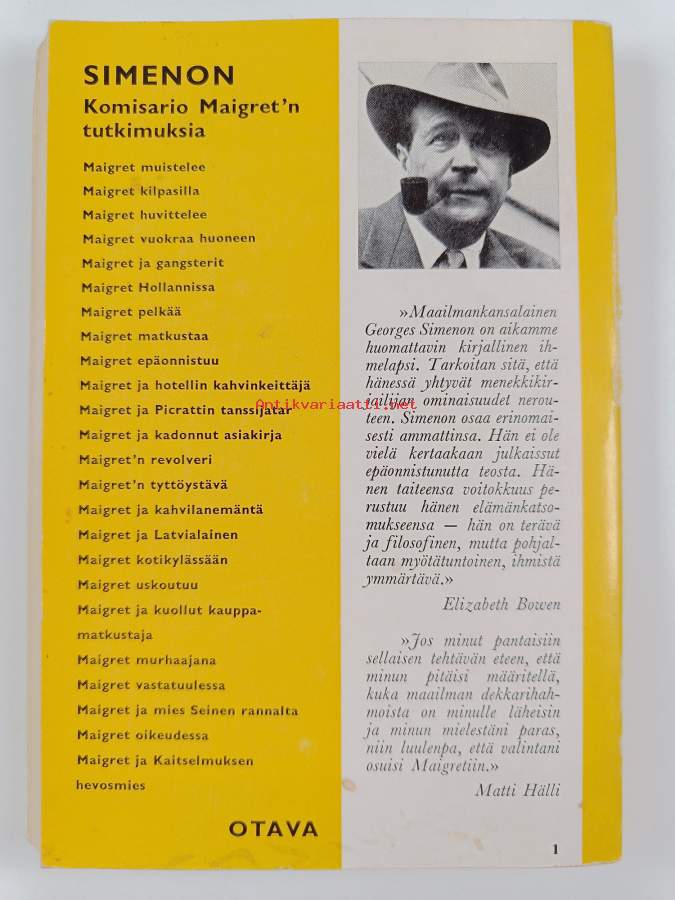 SIMENON
Komisario Maigret'n
tutkimuksia
Maigret muistelee
Maigret kilpasilla
Maigret huvittelee
Maigret vuokraa huoneen
Maigret ja gangsterit
Maigret Hollannissa
Maigret pelkää
Maigret matkustaa
Maigret epäonnistuu
Maigret ja hotellin kahvinkeittäjä
Maigret ja Picrattin tanssijatar
Maigret ja kadonnut asiakirja
Maigret'n revolveri
Maigret'n tyttöystävä
Maigret ja kahvilanemäntä
Maigret ja Latvialainen
Maigret kotikylässään
Maigret uskoutuu
Maigret ja kuollut kauppa-
matkustaja
Maigret murhaajana
Maigret vastatuulessa
Maigret ja mies Seinen rannalta
Maigret oikeudessa
Maigret ja Kaitselmuksen
hevosmies
OTAVA
»Maailmankansalainen
Georges Simenon on aikamme
huomattavin kirjallinen ih-
melapsi. Tarkoitan sitä, että
hänessä yhtyvät menekkikir-
jailijan ominaisuudet nerou-
teen. Simenon osaa erinomai-
sesti ammattinsa. Hän ei ole
vielä kertaakaan julkaissut
epäonnistunutta teosta. Hä-
nen taiteensa voitokkuus pe-
rustuu hänen elämänkatso-
mukseensa — hän on terävä
ja filosofinen, mutta pohjal-
taan myötätuntoinen, ihmistä
ymmärtävä.»
Elizabeth Bowen
»Jos minut pantaisiin
sellaisen tehtävän eteen, että
minun pitäisi määritellä,
kuka maailman dekkarihah-
moista on minulle läheisin
ja minun mielestäni paras,
niin luulenpa, että valintani
osuisi Maigretiin.»
Matti Hälli
1
Antikvariaatti.net